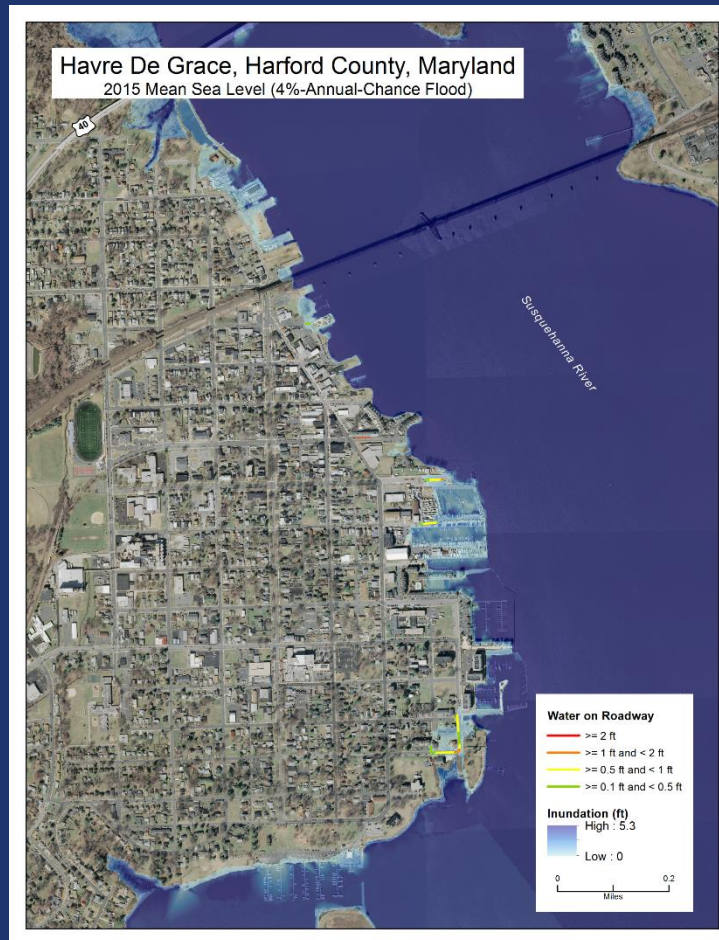 Havre De Grace, Harford County, Maryland
2015 Mean Sea Level (4%-Annual-Chance Flood)
40
Susquehanna River
Water on Roadway
>= 2 ft
>= 1 ft and < 2 ft
>= 0.5 ft and < 1 ft
>= 0.1 ft and < 0.5 ft
Inundation (ft)
High : 5.3
Low : 0
0 0.2
Miles